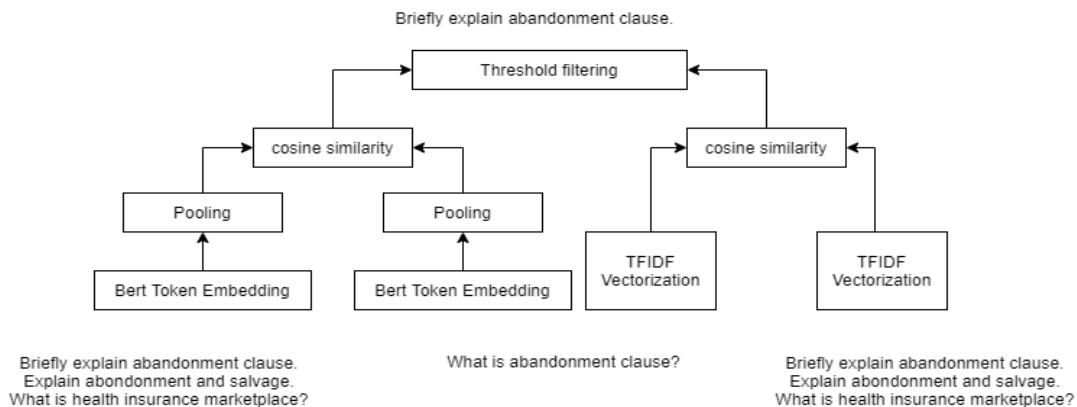 Briefly explain abandonment clause.
Threshold filtering
cosine similarity
cosine similarity
Pooling
Pooling
TFIDF
Vectorization
TFIDF
Vectorization
Bert Token Embedding
Bert Token Embedding
Briefly explain abandonment clause.
Explain abondonment and salvage.
What is health insurance marketplace?
What is abandonment clause?
Briefly explain abandonment clause.
Explain abondonment and salvage.
What is health insurance marketplace?